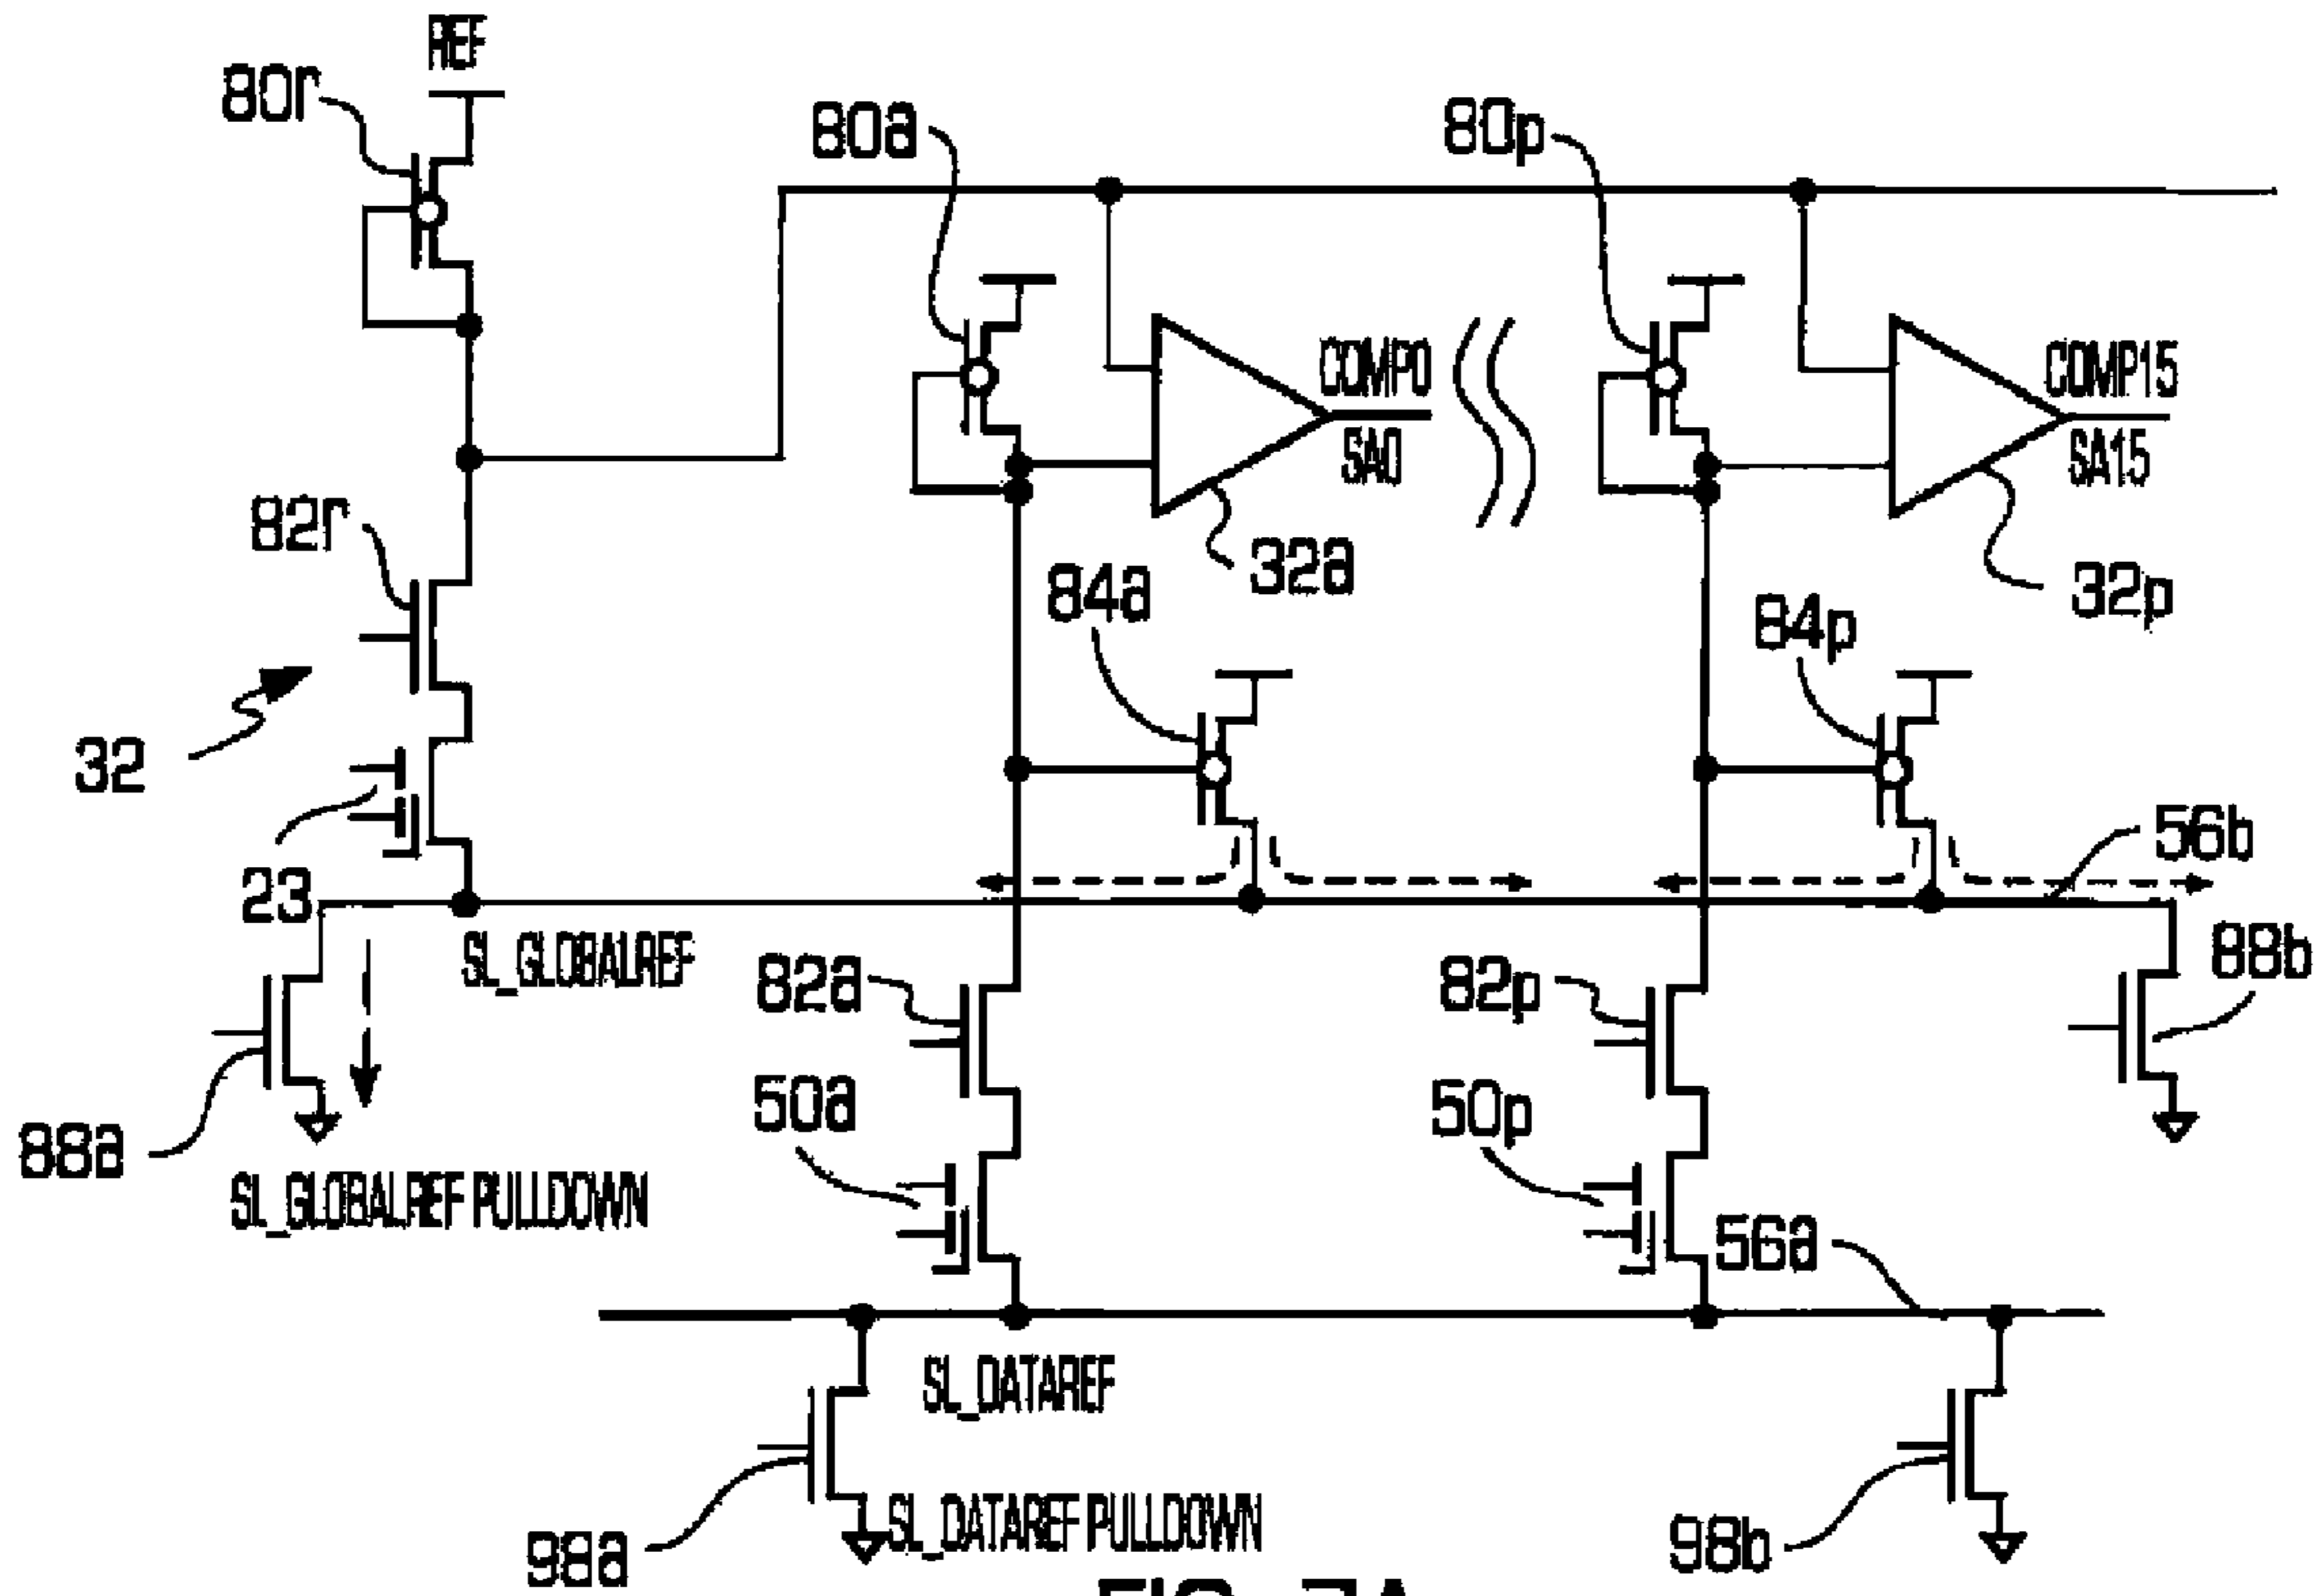 REF
80r
80a
80p
COMP0
SA0
COMP15
SA15
82r
32a
32p
84a
84p
32
23
56b
SL_GLOBALREF
82a
82p
88b
50a
50p
88a
SL_GLOBALREF PULLDOWN
56a
SL_DATAREF
SL_DATAREF PULLDOWN
98a
98b